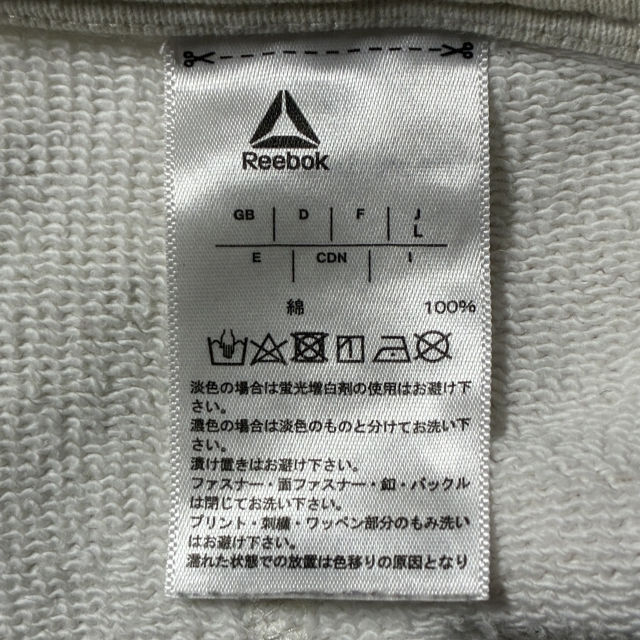 Reebok
GB D F J
L
E CDN I
綿 100%
淡色の場合は蛍光増白剤の使用はお避け下
さい。
濃色の場合は淡色のものと分けてお洗い下
さい。
漬け置きはお避け下さい。
ファスナー・面ファスナー・釦・バックル
は閉じてお洗い下さい。
プリント・刺繍・ワッペン部分のもみ洗い
はお避け下さい。
濡れた状態での放置は色移りの原因となり